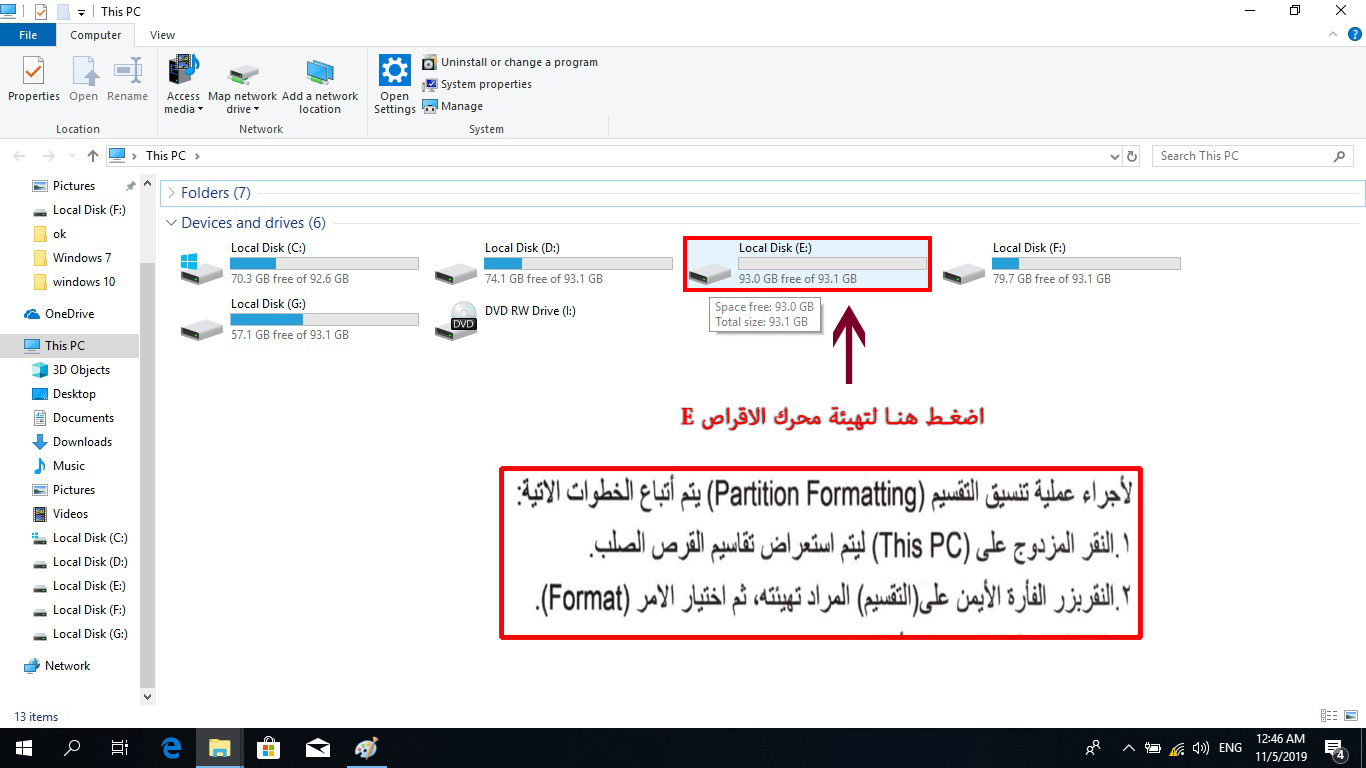 This PC
File
Computer
View
Properties
Open
Rename
Location
Access media
Map network drive
Add a network location
Network
Open Settings
Uninstall or change a program
System properties
Manage
System
This PC
Search This PC
Pictures
Local Disk (F:)
ok
Windows 7
windows 10
OneDrive
This PC
3D Objects
Desktop
Documents
Downloads
Music
Pictures
Videos
Local Disk (C:)
Local Disk (D:)
Local Disk (E:)
Local Disk (F:)
Local Disk (G:)
Network
Folders (7)
Devices and drives (6)
Local Disk (C:)
70.3 GB free of 92.6 GB
Local Disk (D:)
74.1 GB free of 93.1 GB
Local Disk (E:)
93.0 GB free of 93.1 GB
Local Disk (F:)
79.7 GB free of 93.1 GB
Local Disk (G:)
57.1 GB free of 93.1 GB
DVD RW Drive (I:)
DVD
Space free: 93.0 GB
Total size: 93.1 GB
اضغط هنا لتهيئة محرك الاقراص E
لأجراء عملية تنسيق التقسيم (Partition Formatting) يتم أتباع الخطوات الاتية:
١.النقر المزدوج على (This PC) ليتم استعراض تقاسيم القرص الصلب.
٢.النقربزر الفأرة الأيمن على(التقسيم) المراد تهيئته، ثم اختيار الامر (Format).
13 items
ENG
12:46 AM
11/5/2019
4